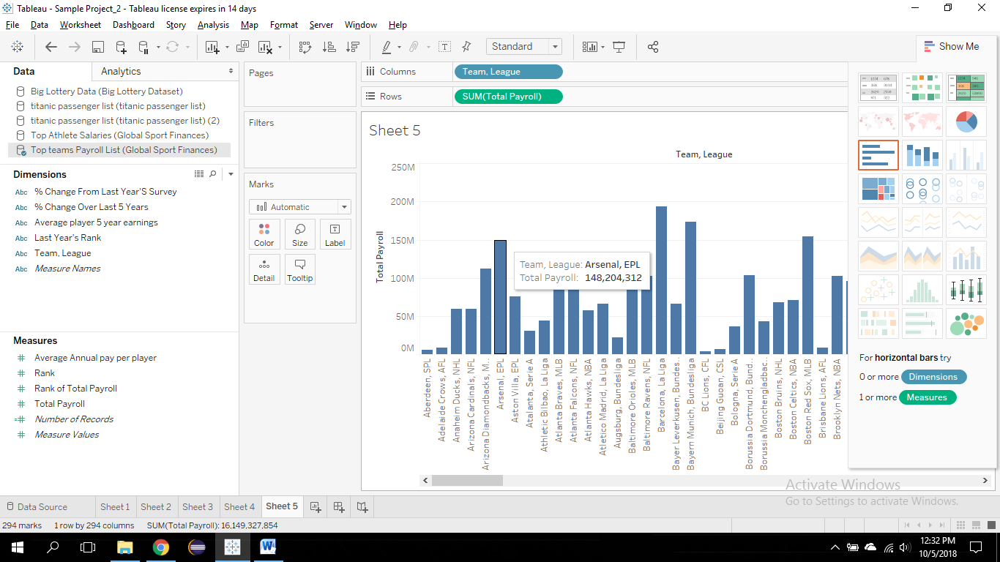 Tableau - Sample Project_2 - Tableau license expires in 14 days
File Data Worksheet Dashboard Story Analysis Map Format Server Window Help
Standard
Show Me
Data Analytics
Big Lottery Data (Big Lottery Dataset)
titanic passenger list (titanic passenger list)
titanic passenger list (titanic passenger list) (2)
Top Athlete Salaries (Global Sport Finances)
Top teams Payroll List (Global Sport Finances)
Dimensions
Abc % Change From Last Year'S Survey
Abc % Change Over Last 5 Years
Abc Average player 5 year earnings
Abc Last Year's Rank
Abc Team, League
Abc Measure Names
Measures
# Average Annual pay per player
# Rank
# Rank of Total Payroll
# Total Payroll
=# Number of Records
# Measure Values
Pages
Filters
Marks
Automatic
Color Size Label
Detail Tooltip
Columns Team, League
Rows SUM(Total Payroll)
Sheet 5
Team, League
250M
200M
150M
100M
50M
0M
Total Payroll
Team, League: Arsenal, EPL
Total Payroll: 148,204,312
Aberdeen, SPL
Adelaide Crows, AFL
Anaheim Ducks, NHL
Arizona Cardinals, NFL
Arizona Diamondbacks, M..
Arsenal, EPL
Aston Villa, EPL
Atalanta, Serie A
Athletic Bilbao, La Liga
Atlanta Braves, MLB
Atlanta Falcons, NFL
Atlanta Hawks, NBA
Atletico Madrid, La Liga
Augsburg, Bundesliga
Baltimore Orioles, MLB
Baltimore Ravens, NFL
Barcelona, La Liga
Bayer Leverkusen, Bundes..
Bayern Munich, Bundesliga
BC Lions, CFL
Beijing Guoan, CSL
Bologna, Serie A
Borussia Dortmund, Bund..
Borussia Monchengladbac..
Boston Bruins, NHL
Boston Celtics, NBA
Boston Red Sox, MLB
Brisbane Lions, AFL
Brooklyn Nets, NBA
For horizontal bars try
0 or more Dimensions
1 or more Measures
Activate Windows
Go to Settings to activate Windows.
Data Source Sheet 1 Sheet 2 Sheet 3 Sheet 4 Sheet 5
294 marks 1 row by 294 columns SUM(Total Payroll): 16,149,327,854
12:32 PM
10/5/2018